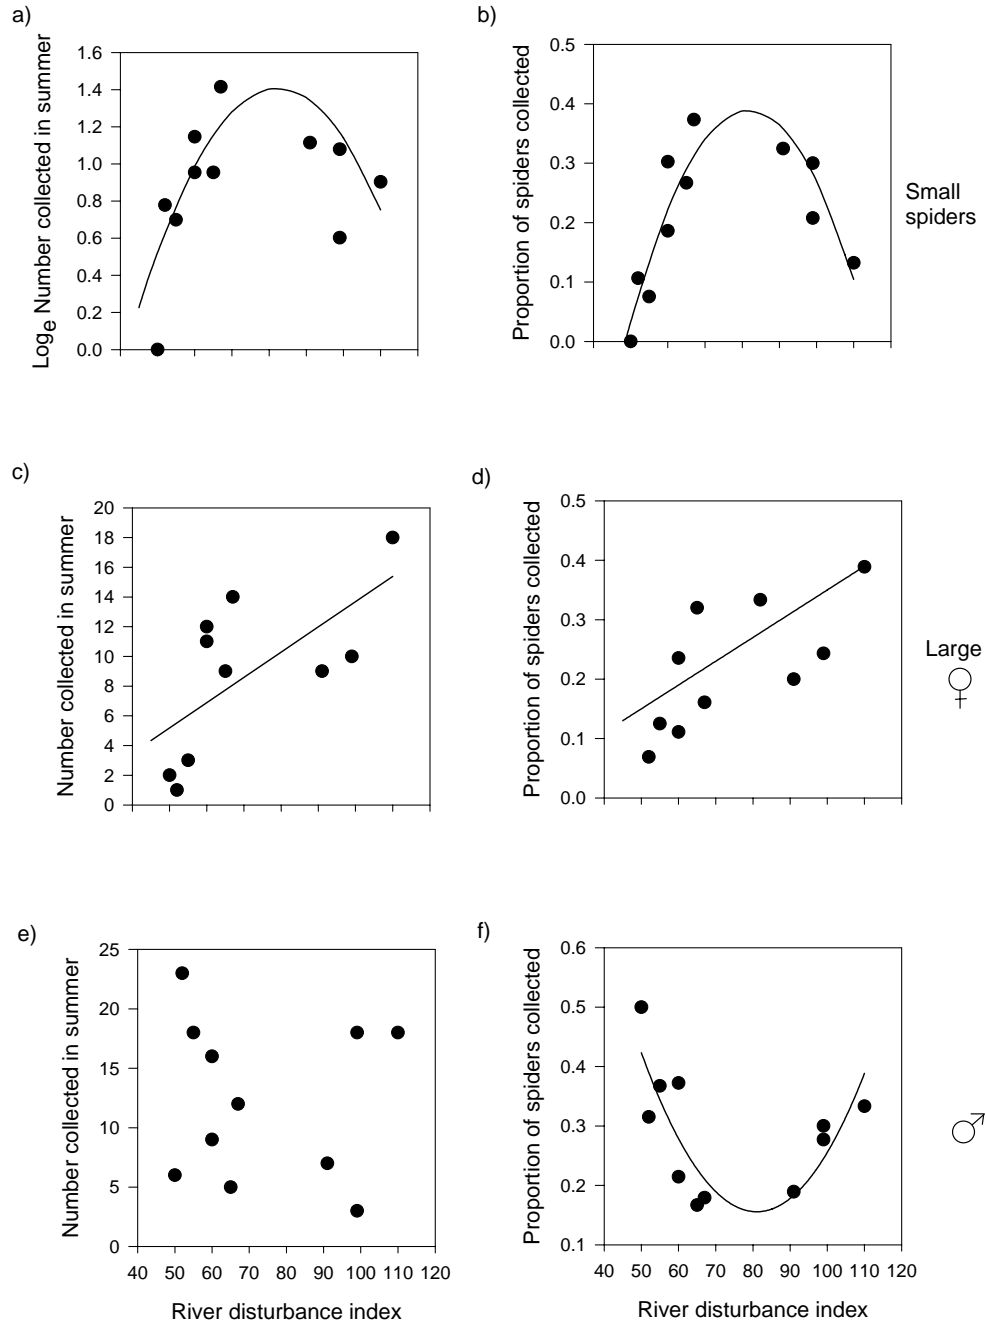 a)
Log e Number collected in summer
1.6
1.4
1.2
1.0
0.8
0.6
0.4
0.2
0.0
b)
Proportion of spiders collected
0.5
0.4
0.3
0.2
0.1
0.0
Small
spiders
c)
Number collected in summer
20
18
16
14
12
10
8
6
4
2
0
d)
Proportion of spiders collected
0.5
0.4
0.3
0.2
0.1
0.0
Large
♀
e)
Number collected in summer
25
20
15
10
5
0
40 50 60 70 80 90 100 110 120
River disturbance index
f)
Proportion of spiders collected
0.6
0.5
0.4
0.3
0.2
0.1
40 50 60 70 80 90 100 110 120
River disturbance index
♂